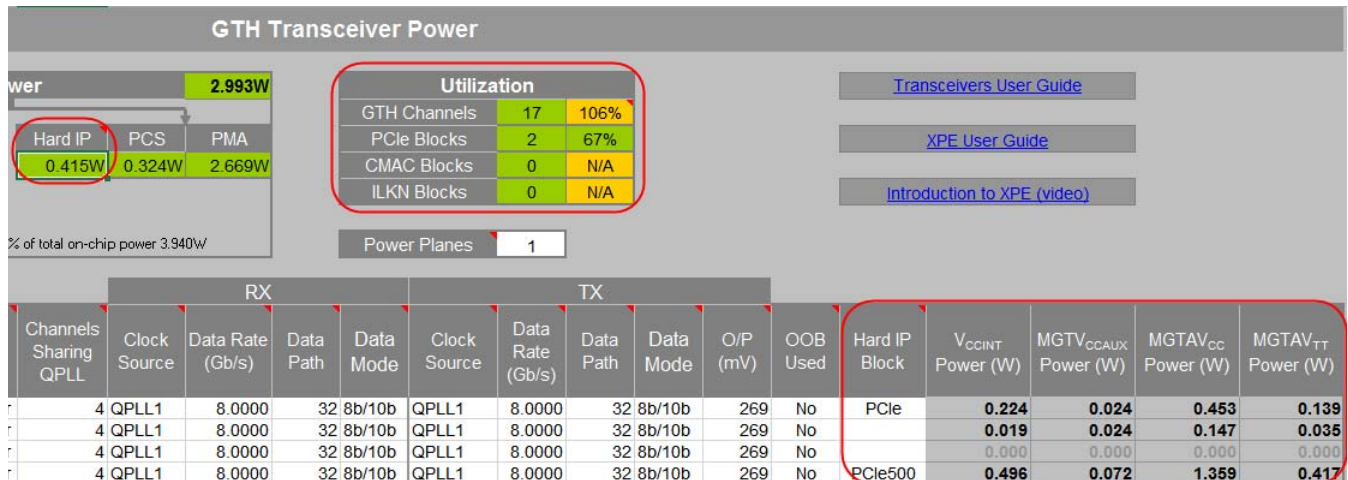 GTH Transceiver Power
wer 2.993W
Utilization
Transceivers User Guide
GTH Channels 17 106%
Hard IP PCS PMA
PCIe Blocks 2 67%
XPE User Guide
0.415W 0.324W 2.669W
CMAC Blocks 0 N/A
ILKN Blocks 0 N/A
Introduction to XPE (video)
% of total on-chip power 3.940W
Power Planes 1
RX TX
Channels Sharing QPLL Clock Source Data Rate (Gb/s) Data Path Data Mode Clock Source Data Rate (Gb/s) Data Path Data Mode O/P (mV) OOB Used Hard IP Block VCCINT Power (W) MGTVCCAUX Power (W) MGTAVCC Power (W) MGTAVTT Power (W)
r 4 QPLL1 8.0000 32 8b/10b QPLL1 8.0000 32 8b/10b 269 No PCIe 0.224 0.024 0.453 0.139
r 4 QPLL1 8.0000 32 8b/10b QPLL1 8.0000 32 8b/10b 269 No 0.019 0.024 0.147 0.035
r 4 QPLL1 8.0000 32 8b/10b QPLL1 8.0000 32 8b/10b 269 No 0.000 0.000 0.000 0.000
r 4 QPLL1 8.0000 32 8b/10b QPLL1 8.0000 32 8b/10b 269 No PCIe500 0.496 0.072 1.359 0.417